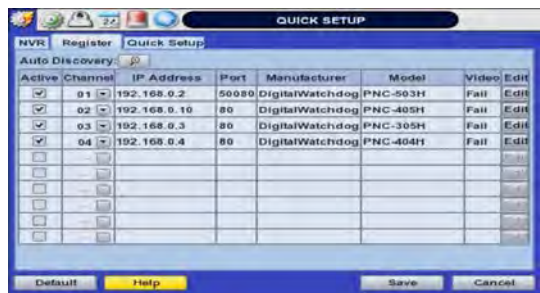 QUICK SETUP
NVR Register Quick Setup
Auto Discovery:
Active Channel IP Address Port Manufacturer Model Video Edit
01 192.168.0.2 50080 DigitalWatchdog PNC-503H Fail Edit
02 192.168.0.10 80 DigitalWatchdog PNC-405H Fail Edit
03 192.168.0.3 80 DigitalWatchdog PNC-305H Fail Edit
04 192.168.0.4 80 DigitalWatchdog PNC-404H Fail Edit
Default Help Save Cancel